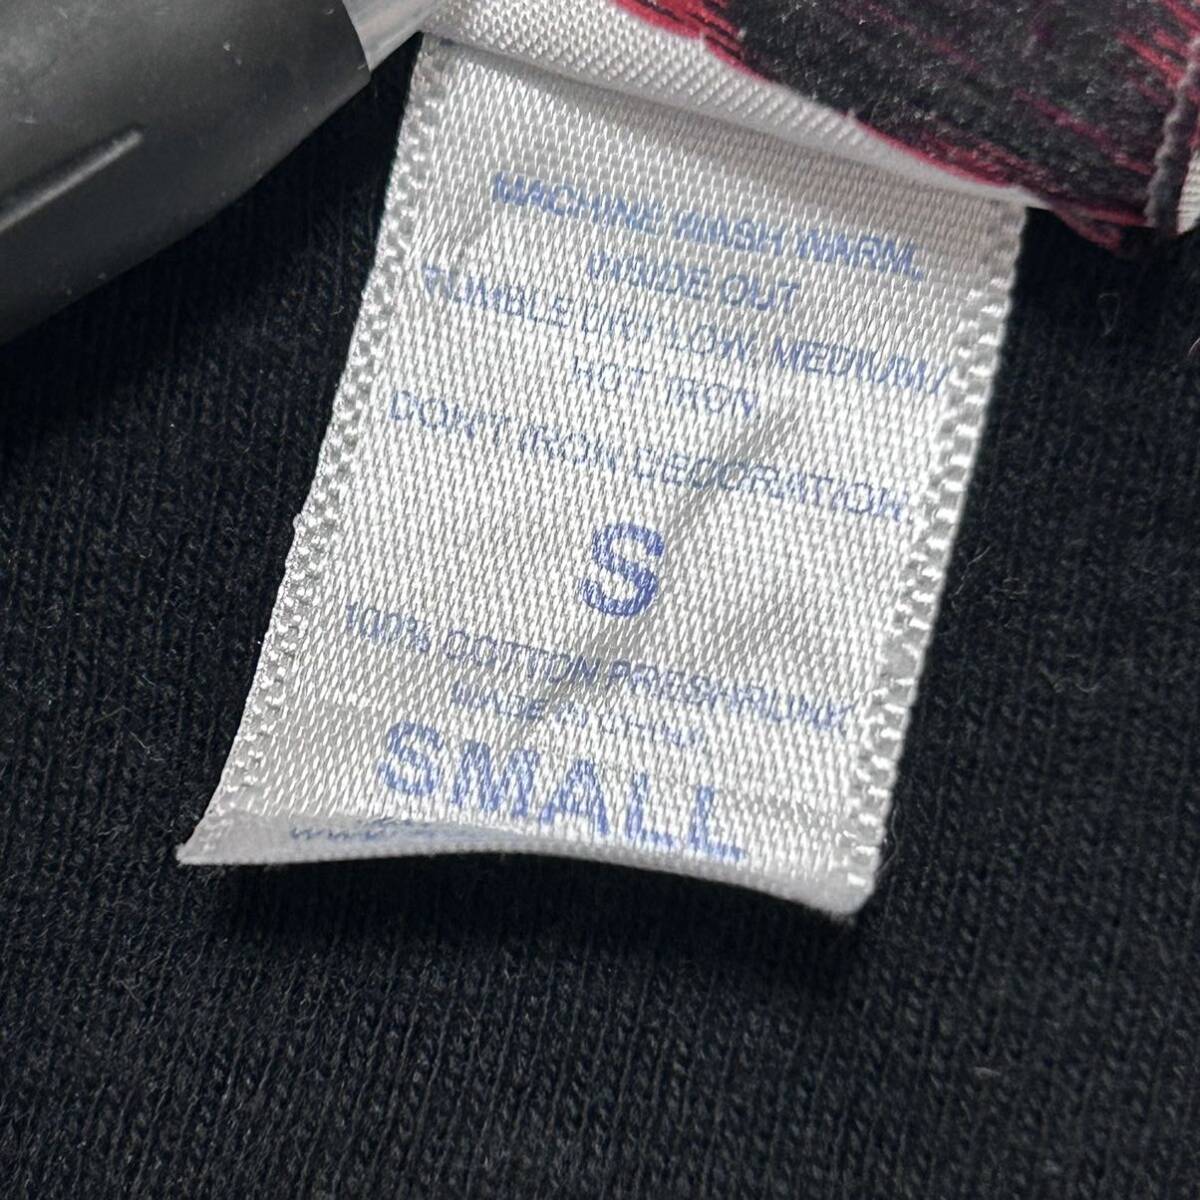 MACHINE WASH WARM,
INSIDE OUT
TUMBLE DRY LOW, MEDIUM/
HOT IRON
DON'T IRON DECORATION
S
100% COTTON PRESHRUNK
MADE IN
SMALL